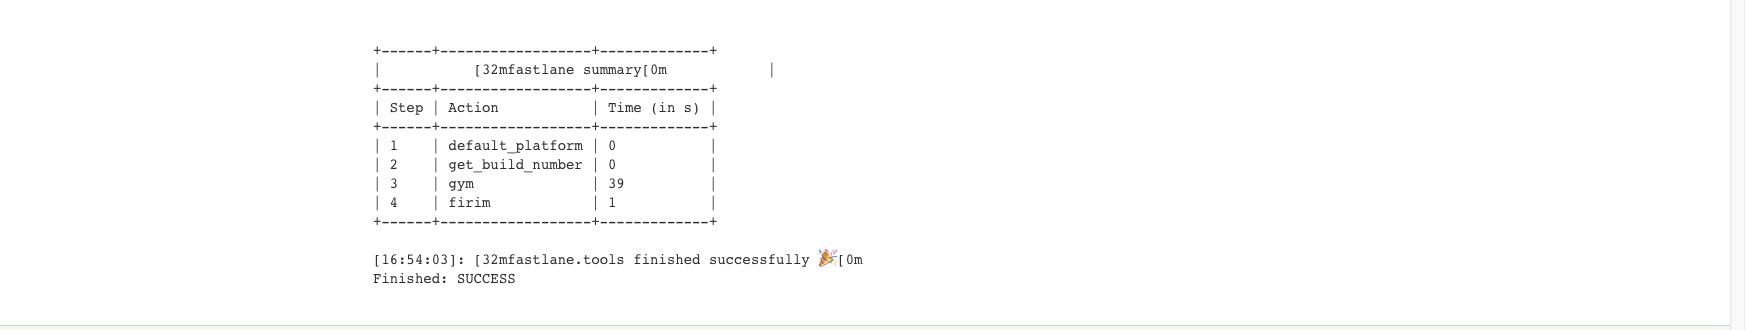 +------+------------------+-------------+
|           [32mfastlane summary[0m            |
+------+------------------+-------------+
| Step | Action           | Time (in s) |
+------+------------------+-------------+
| 1    | default_platform | 0           |
| 2    | get_build_number | 0           |
| 3    | gym              | 39          |
| 4    | firim            | 1           |
+------+------------------+-------------+
[16:54:03]: [32mfastlane.tools finished successfully 🎉[0m
Finished: SUCCESS